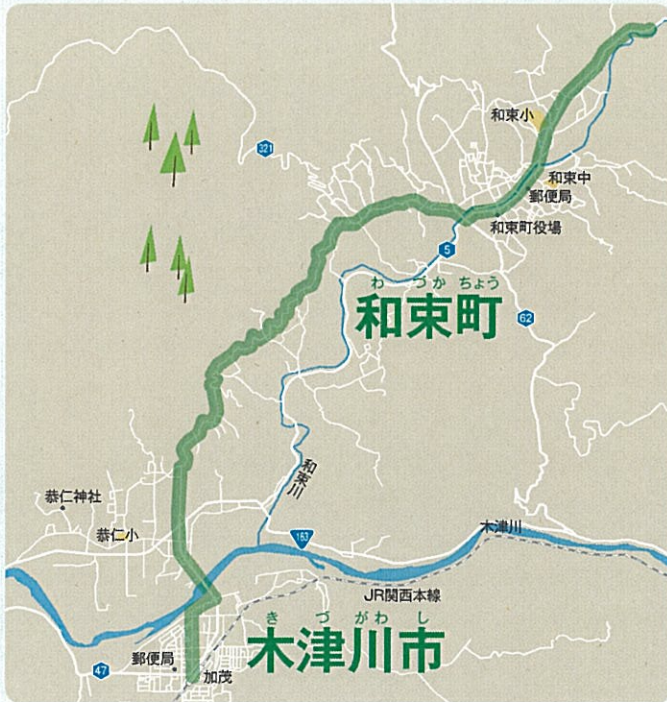 和束小
321
和束中
郵便局
和束町役場
5
わ づか ちょう
和束町
62
和束川
恭仁神社
恭仁小
163
木津川
JR関西本線
き づ がわ し
木津川市
郵便局
47
加茂